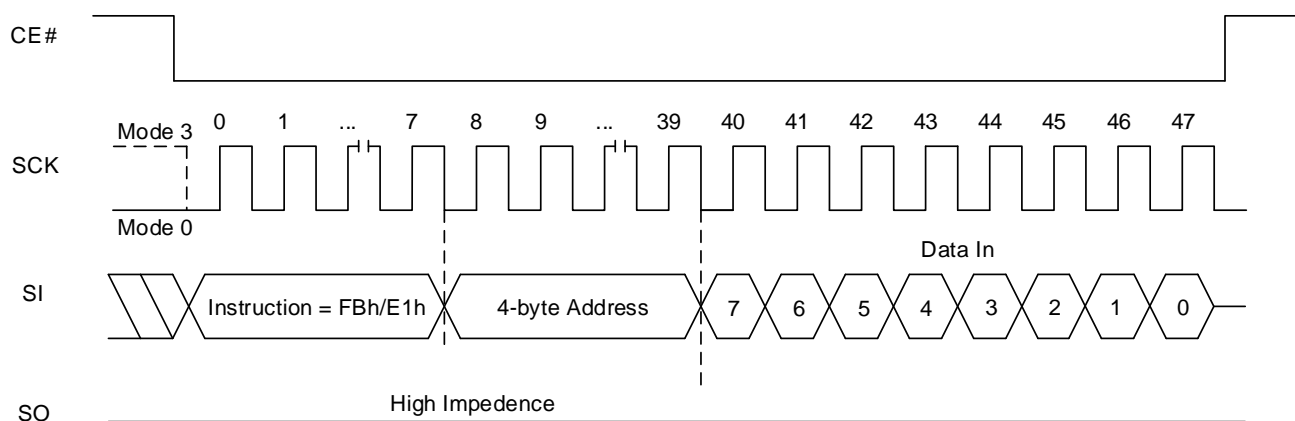 CE#
0 1 ... 7 8 9 ... 39 40 41 42 43 44 45 46 47
Mode 3
SCK
Mode 0
Data In
SI
Instruction = FBh/E1h 4-byte Address 7 6 5 4 3 2 1 0
High Impedence
SO